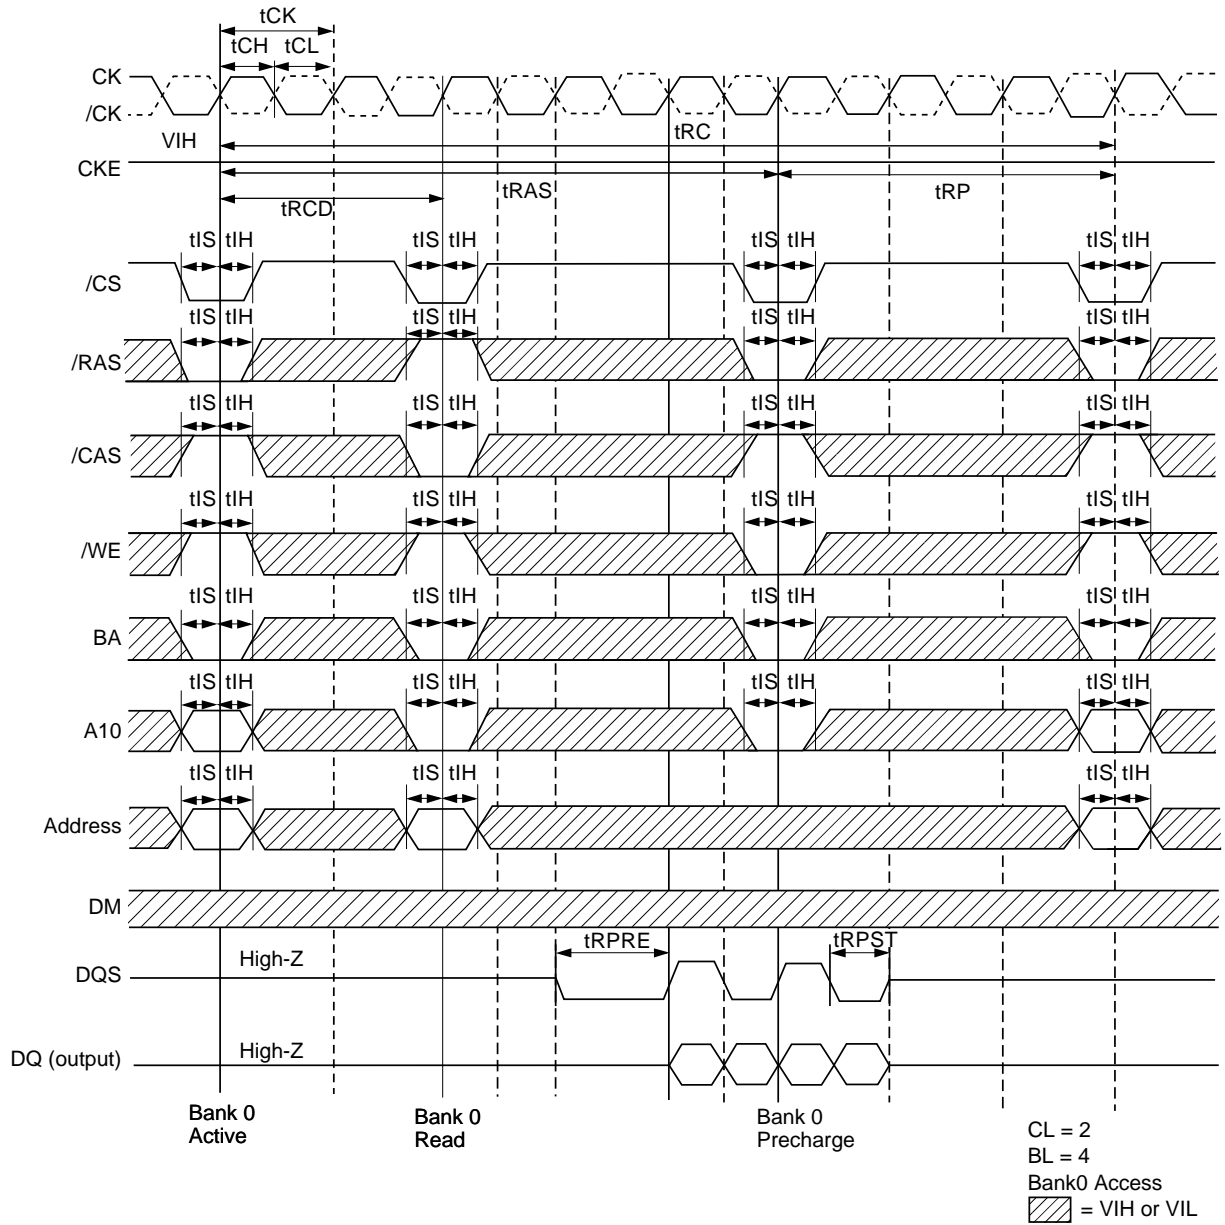 tCK
tCH tCL
CK
/CK
VIH
tRC
CKE
tRAS
tRP
tRCD
tIS tIH tIS tIH tIS tIH tIS tIH
/CS
tIS tIH tIS tIH tIS tIH tIS tIH
/RAS
tIS tIH tIS tIH tIS tIH tIS tIH
/CAS
tIS tIH tIS tIH tIS tIH tIS tIH
/WE
tIS tIH tIS tIH tIS tIH tIS tIH
BA
tIS tIH tIS tIH tIS tIH tIS tIH
A10
tIS tIH tIS tIH tIS tIH
Address
DM
tRPRE tRPST
High-Z
DQS
High-Z
DQ (output)
Bank 0
Active
Bank 0
Read
Bank 0
Precharge
CL = 2
BL = 4
Bank0 Access
= VIH or VIL